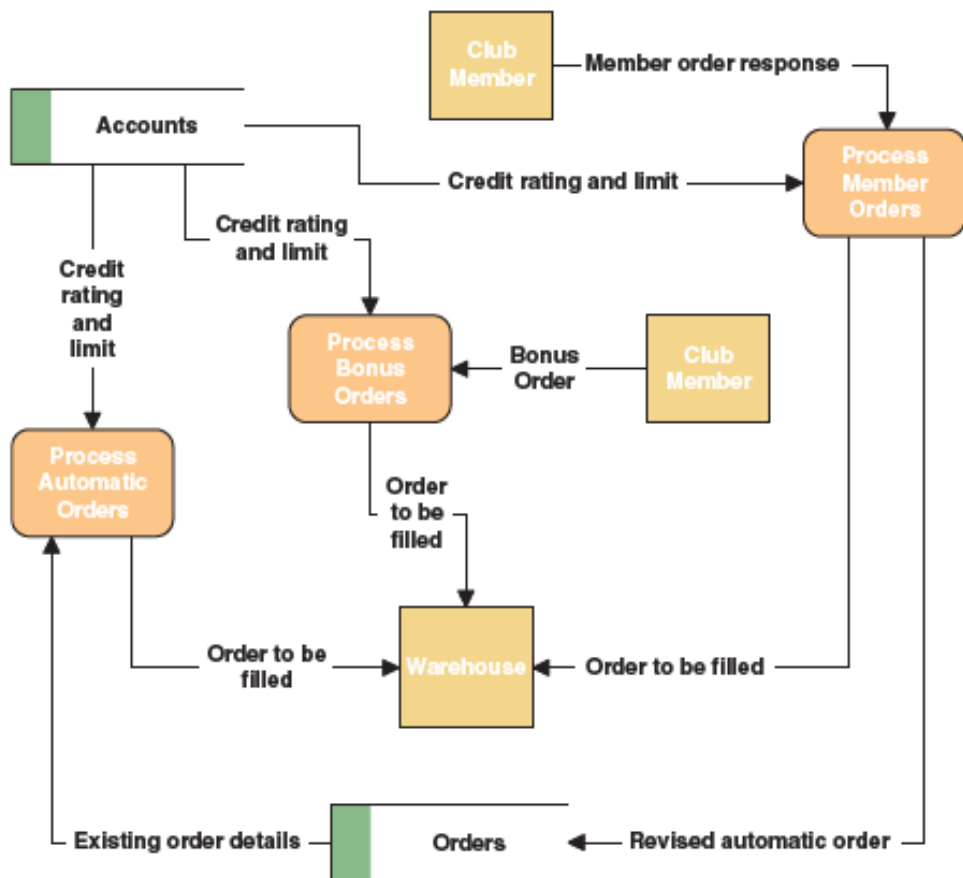 Club
Member
Member order response
Accounts
Process
Member
Orders
Credit rating and limit
Credit rating
and limit
Credit
rating
and
limit
Process
Bonus
Orders
Bonus
Order
Club
Member
Process
Automatic
Orders
Order
to be
filled
Order to be
filled
Warehouse
Order to be filled
Existing order details
Orders
Revised automatic order